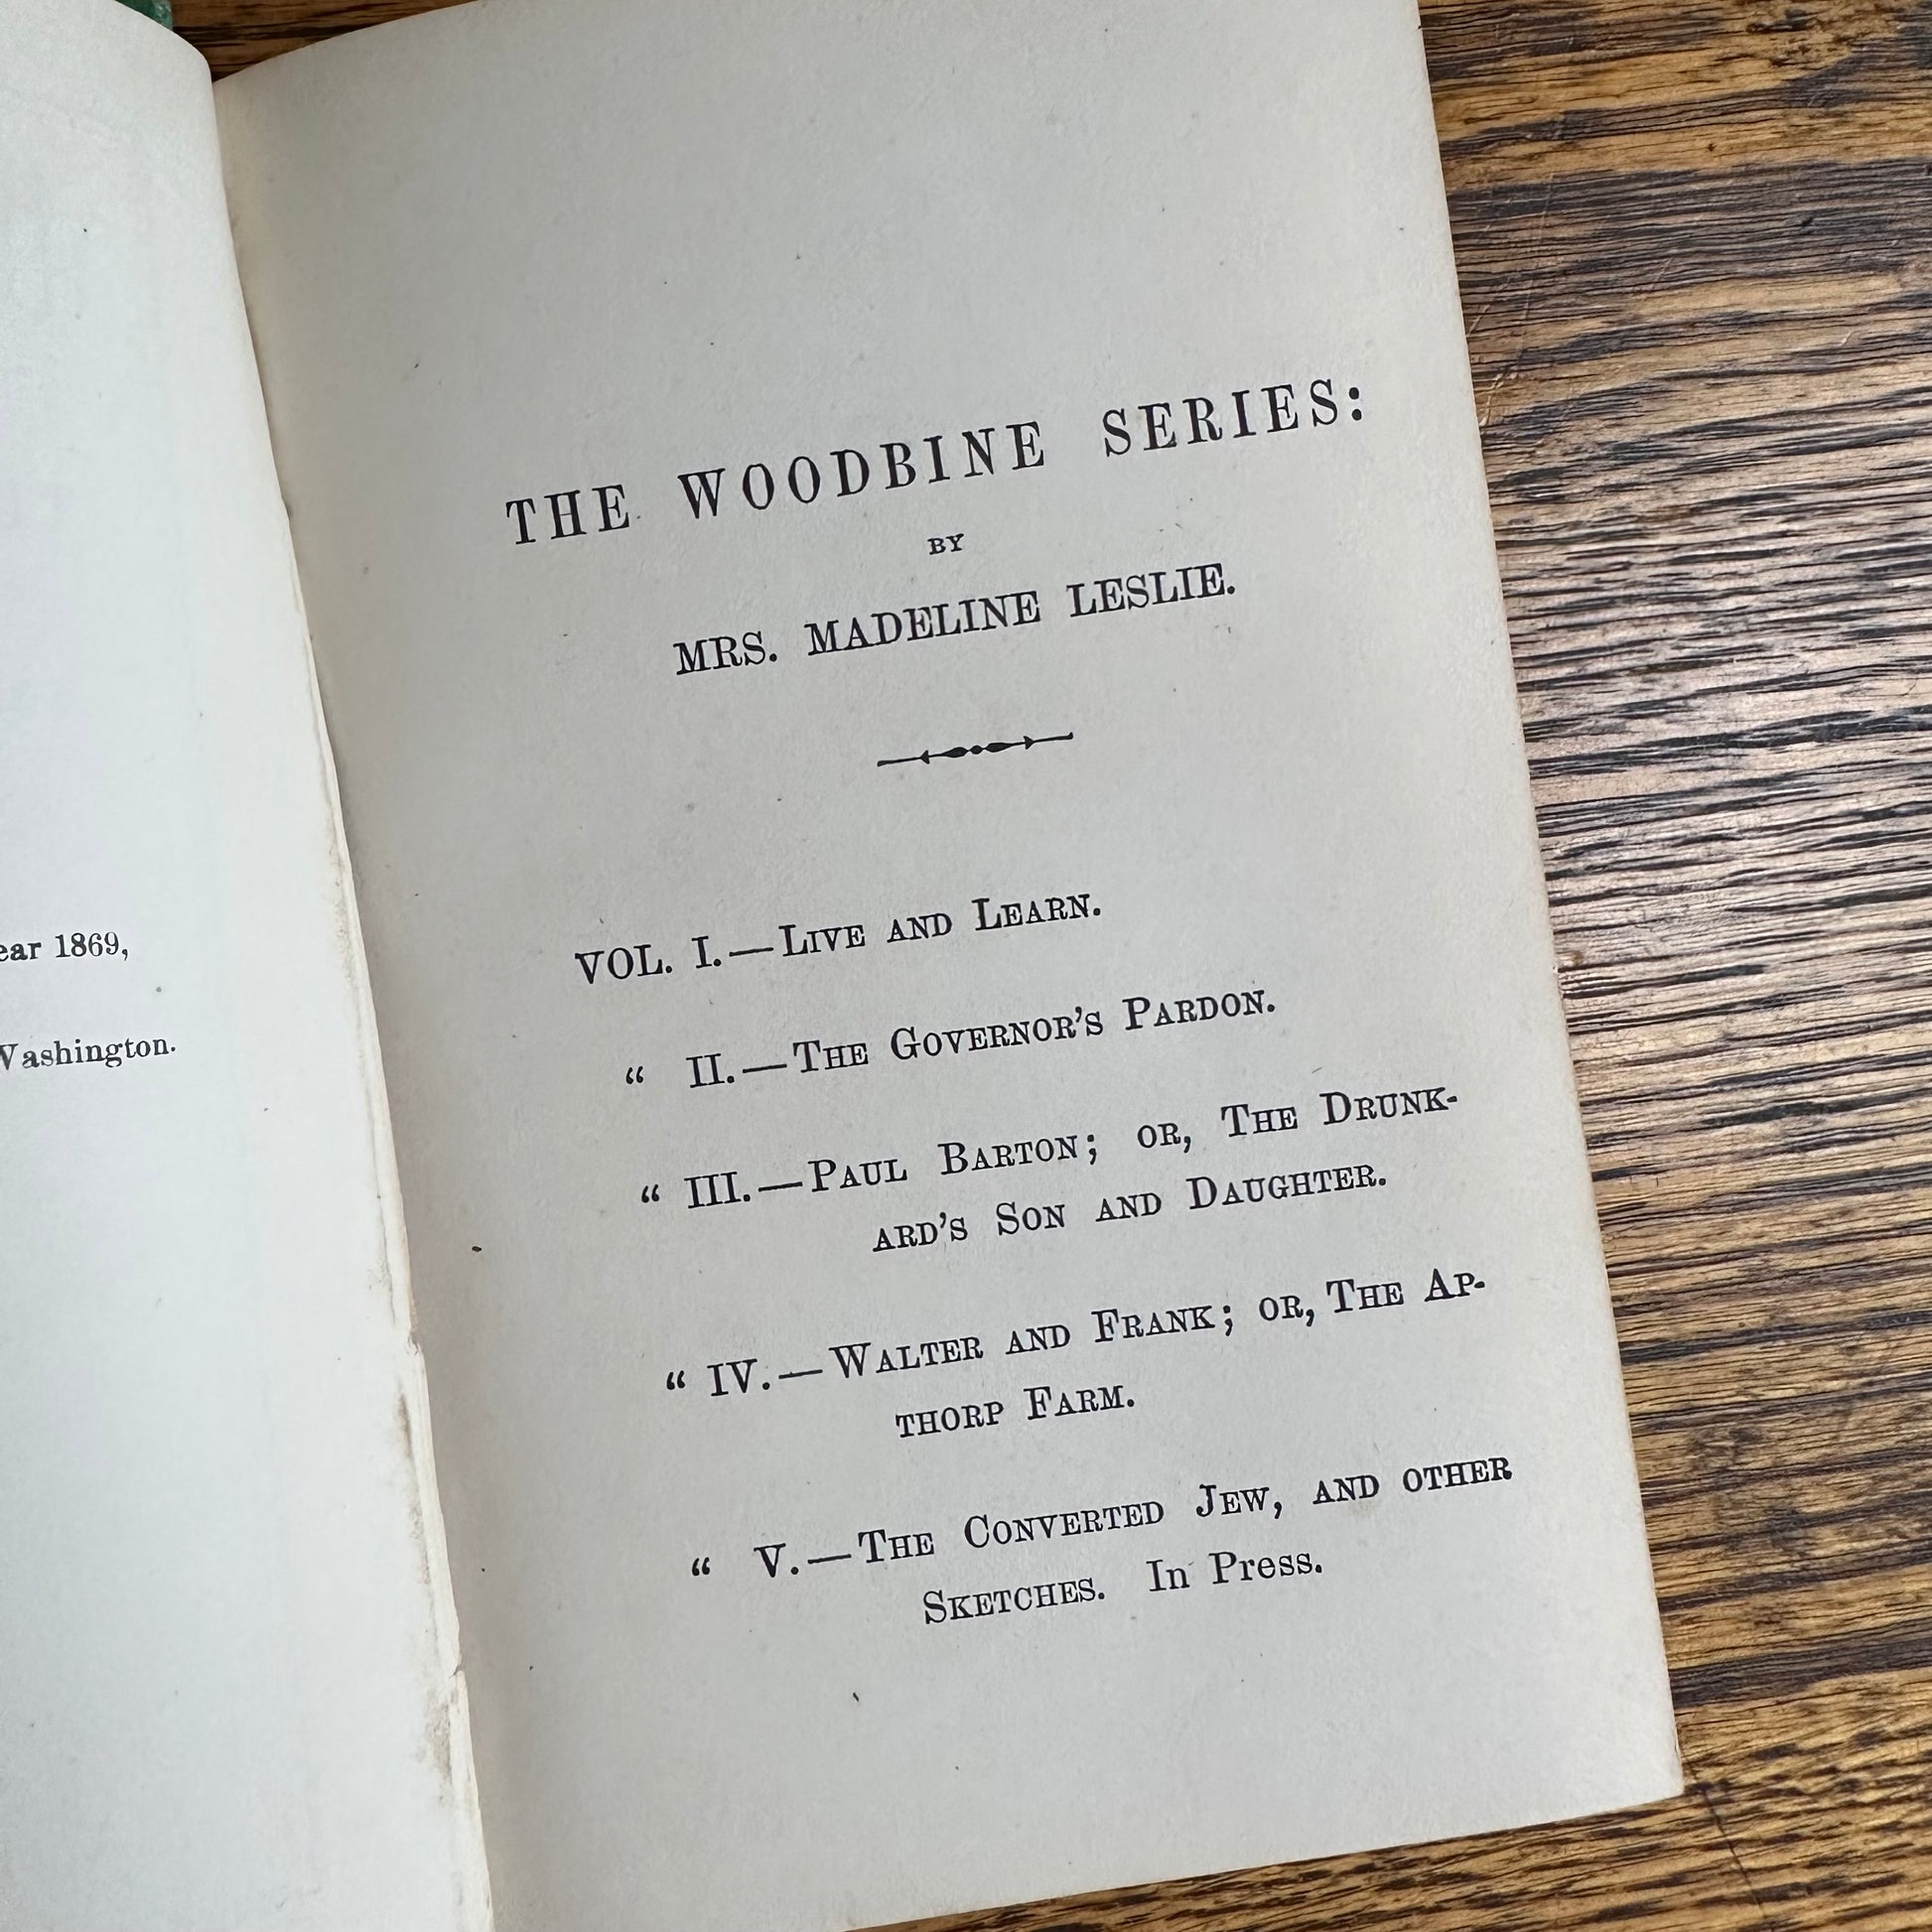 1869,
THE WOODBINE SERIES:
BY
MRS. MADELINE LESLIE.
VOL. I.—LIVE AND LEARN.
“ II.—THE GOVERNOR’S PARDON.
“ III.—PAUL BARTON; OR, THE DRUNK-
ARD’S SON AND DAUGHTER.
“ IV.—WALTER AND FRANK; OR, THE AP-
THORP FARM.
“ V.—THE CONVERTED JEW, AND OTHER
SKETCHES. In Press.